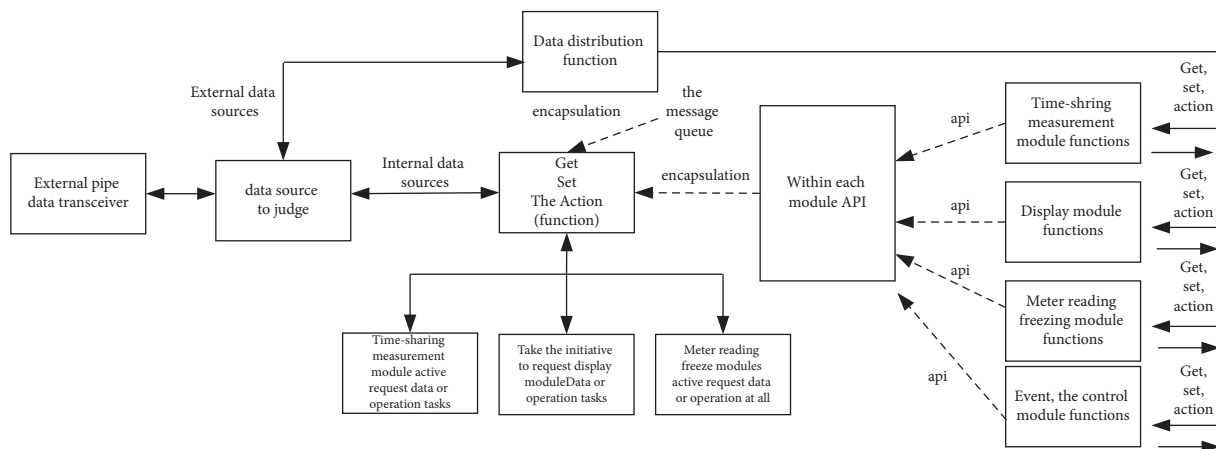 Data distribution
function
External data
sources
encapsulation
the
message
queue
External pipe
data transceiver
data source
to judge
Internal data
sources
Get
Set
The Action
(function)
encapsulation
Within each
module API
api
api
api
api
Time-shring
measurement
module functions
Display module
functions
Meter reading
freezing module
functions
Event, the control
module functions
Get,
set,
action
Get,
set,
action
Get,
set,
action
Get,
set,
action
Time-sharing
measurement
module active
request data or
operation tasks
Take the initiative
to request display
moduleData or
operation tasks
Meter reading
freeze modules
active request data
or operation at all